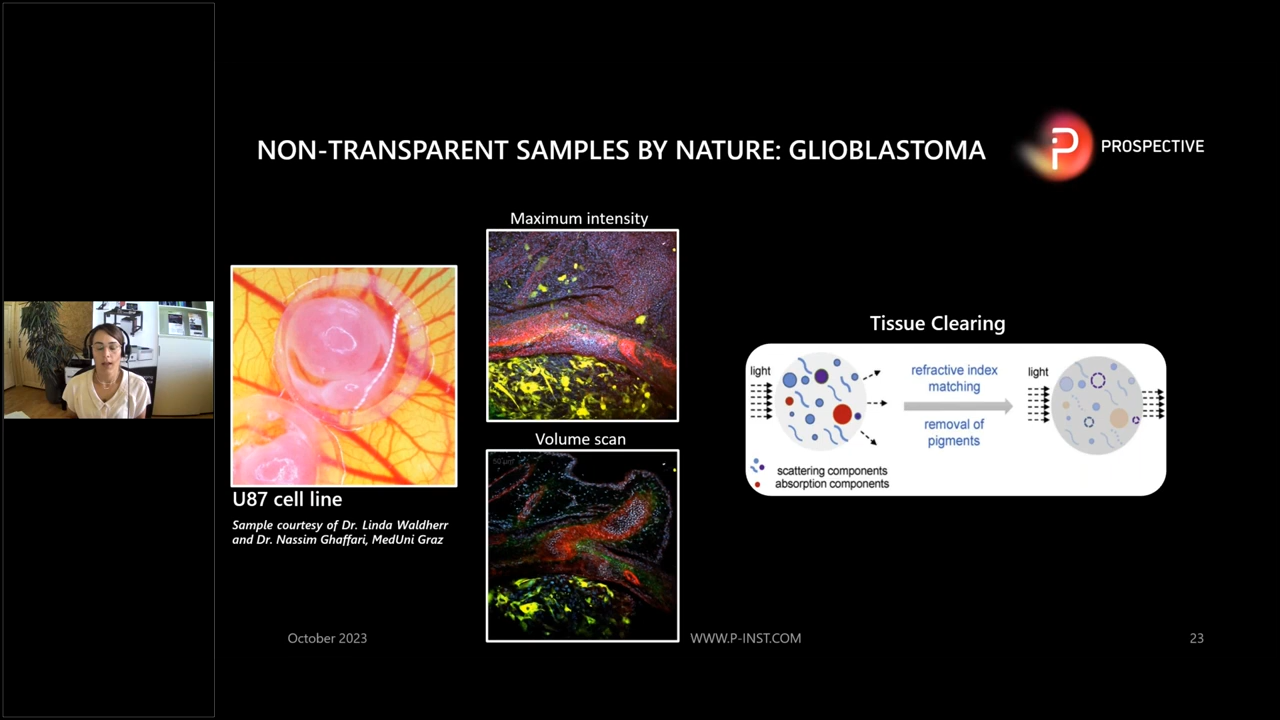 NON-TRANSPARENT SAMPLES BY NATURE: GLIOBLASTOMA
PROSPECTIVE
Maximum intensity
U87 cell line
Sample courtesy of Dr. Linda Waldherr
and Dr. Nassim Ghaffari, MedUni Graz
Volume scan
50 µm
Tissue Clearing
light
refractive index
matching
removal of
pigments
light
scattering components
absorption components
October 2023
WWW.P-INST.COM
23